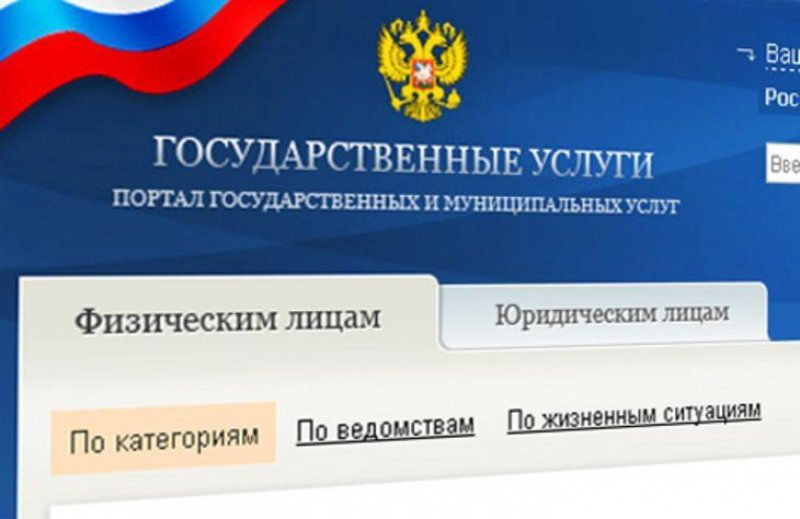 ГОСУДАРСТВЕННЫЕ УСЛУГИ
ПОРТАЛ ГОСУДАРСТВЕННЫХ И МУНИЦИПАЛЬНЫХ УСЛУГ
Физическим лицам
Юридическим лицам
По категориям
По ведомствам
По жизненным ситуациям